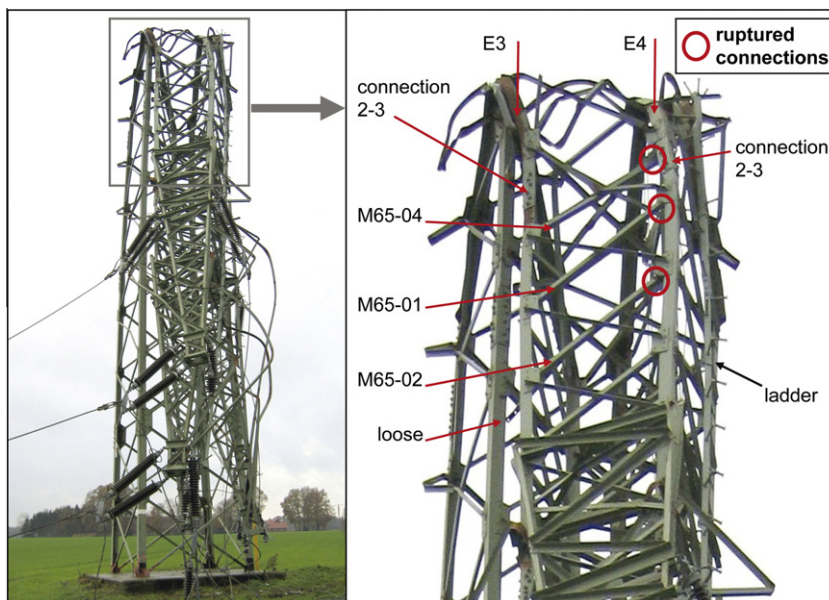 E3
E4
ruptured
connections
connection
2-3
connection
2-3
M65-04
M65-01
M65-02
ladder
loose